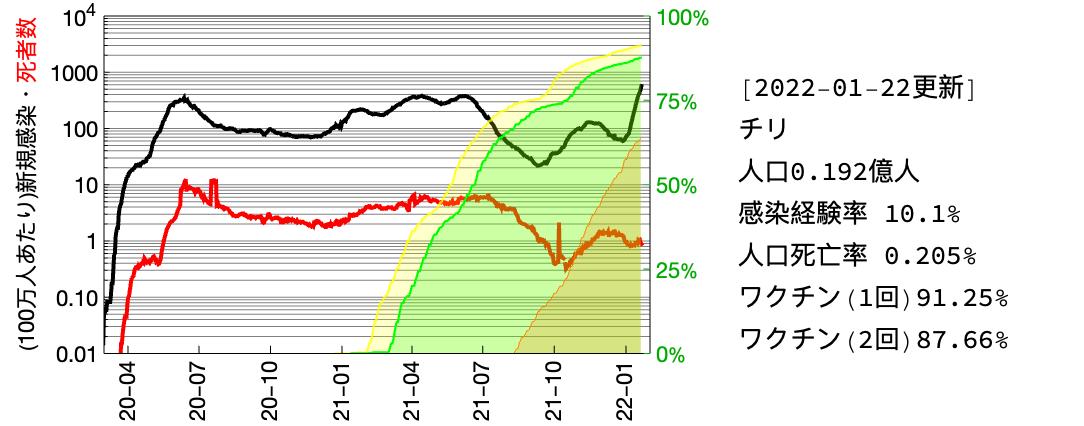 (100万人あたり)新規感染・死者数
10^4
1000
100
10
1
0.10
0.01
100%
75%
50%
25%
0%
20-04
20-07
20-10
21-01
21-04
21-07
21-10
22-01
[2022-01-22更新]
チリ
人口0.192億人
感染経験率 10.1%
人口死亡率 0.205%
ワクチン(1回)91.25%
ワクチン(2回)87.66%